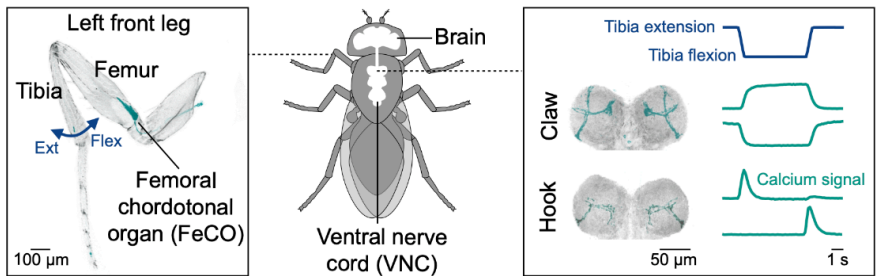 Left front leg
Femur
Tibia
Ext
Flex
Femoral
chordotonal
organ (FeCO)
100 µm
Brain
Ventral nerve
cord (VNC)
Tibia extension
Tibia flexion
Claw
Hook
Calcium signal
50 µm
1 s